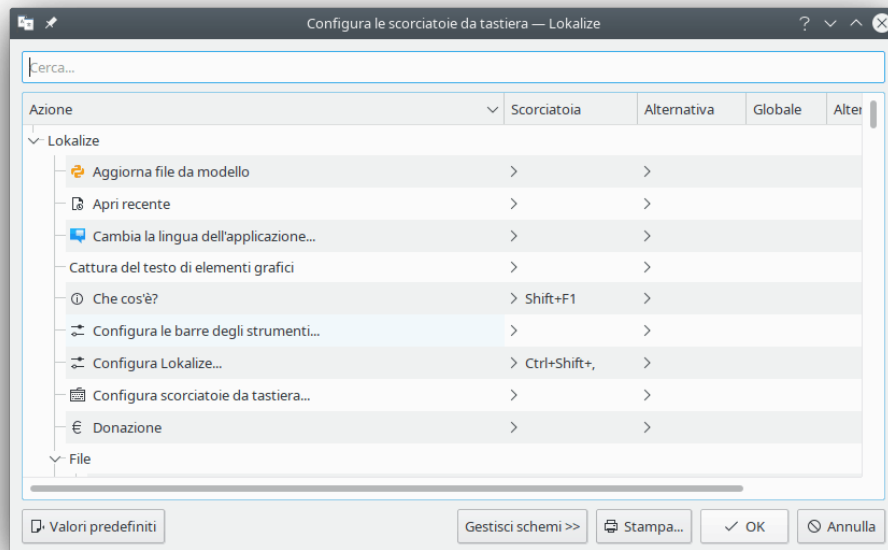 Configura le scorciatoie da tastiera — Lokalize
Cerca...
Azione Scorciatoia Alternativa Globale Alter
Lokalize
Aggiorna file da modello
Apri recente
Cambia la lingua dell'applicazione...
Cattura del testo di elementi grafici
Che cos'è? Shift+F1
Configura le barre degli strumenti...
Configura Lokalize... Ctrl+Shift+,
Configura scorciatoie da tastiera...
Donazione
File
Valori predefiniti Gestisci schemi >> Stampa... OK Annulla